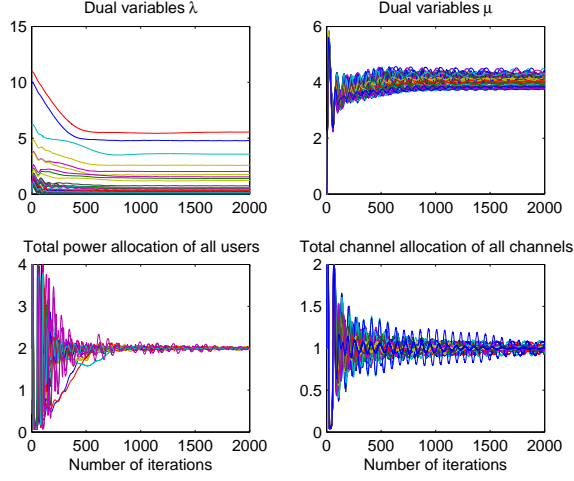 Dual variables λ
Dual variables μ
15
10
5
0
0 500 1000 1500 2000
6
4
2
0
0 500 1000 1500 2000
Total power allocation of all users
Total channel allocation of all channels
4
3
2
1
0
0 500 1000 1500 2000
Number of iterations
2
1.5
1
0.5
0
0 500 1000 1500 2000
Number of iterations